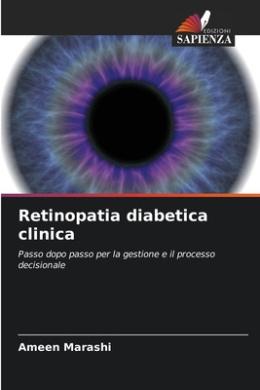 EDIZIONI
SAPIENZA
Retinopatia diabetica
clinica
Passo dopo passo per la gestione e il processo
decisionale
Ameen Marashi